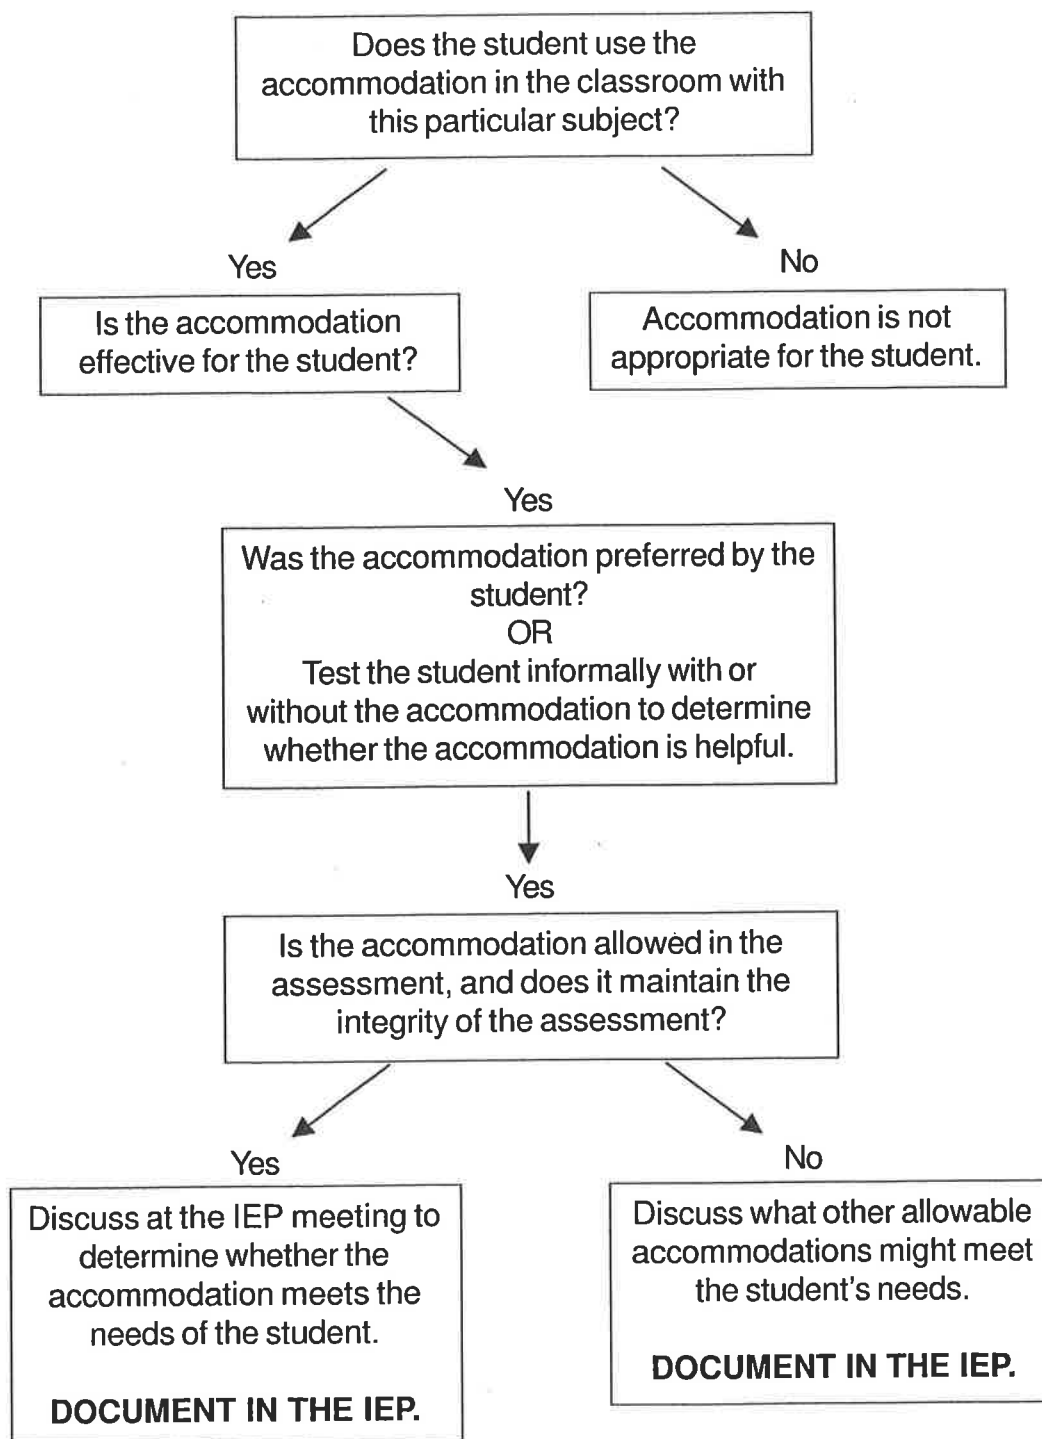 Does the student use the
accommodation in the classroom with
this particular subject?
Yes
No
Is the accommodation
effective for the student?
Accommodation is not
appropriate for the student.
Yes
Was the accommodation preferred by the
student?
OR
Test the student informally with or
without the accommodation to determine
whether the accommodation is helpful.
Yes
Is the accommodation allowed in the
assessment, and does it maintain the
integrity of the assessment?
Yes
No
Discuss at the IEP meeting to
determine whether the
accommodation meets the
needs of the student.
DOCUMENT IN THE IEP.
Discuss what other allowable
accommodations might meet
the student's needs.
DOCUMENT IN THE IEP.